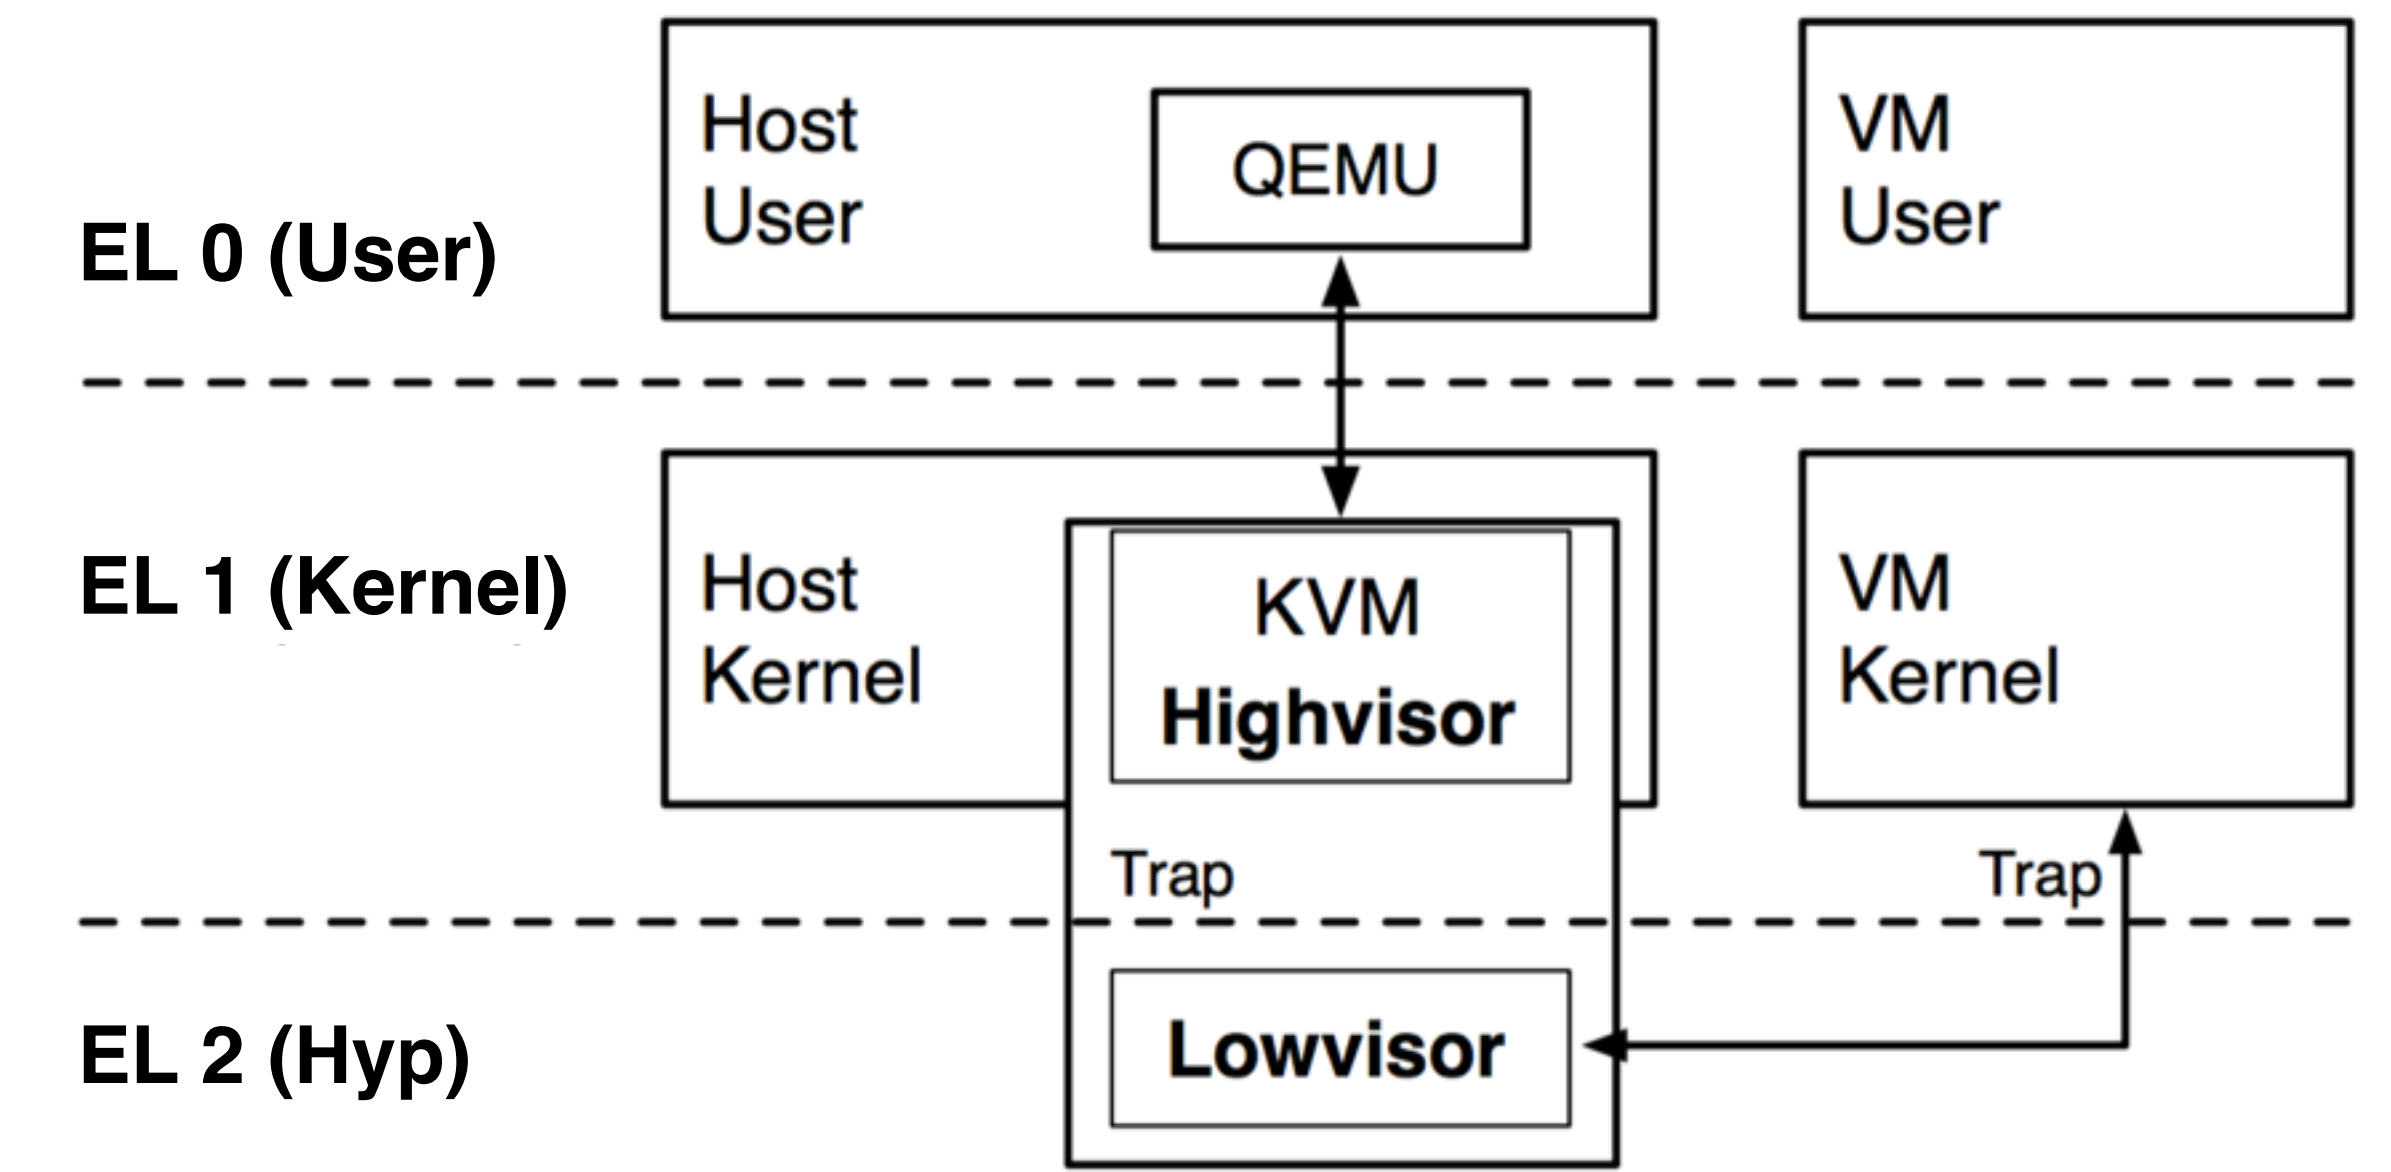 Host
User
QEMU
VM
User
EL 0 (User)
Host
Kernel
KVM
Highvisor
VM
Kernel
EL 1 (Kernel)
Trap
Trap
Lowvisor
EL 2 (Hyp)